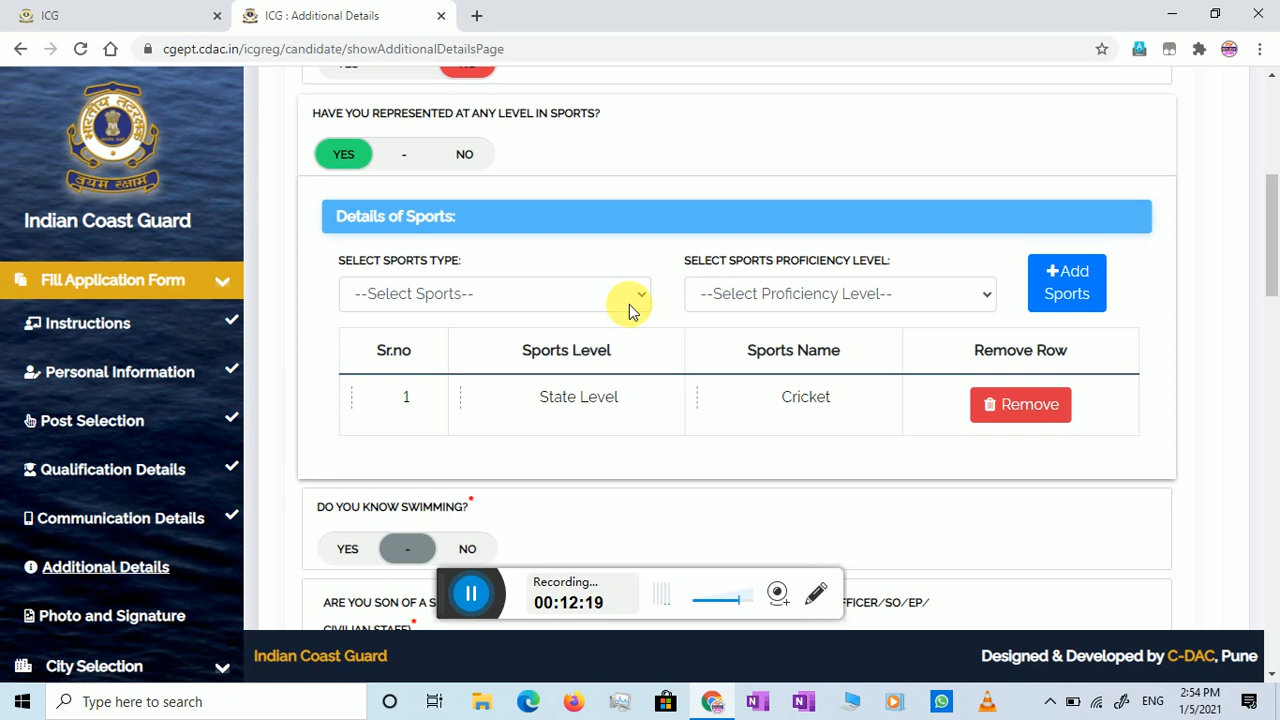 ICG
ICG : Additional Details
cgept.cdac.in/icgreg/candidate/showAdditionalDetailsPage
भारतीय तटरक्षक
वयम रक्षामः
Indian Coast Guard
Fill Application Form
Instructions
Personal Information
Post Selection
Qualification Details
Communication Details
Additional Details
Photo and Signature
City Selection
HAVE YOU REPRESENTED AT ANY LEVEL IN SPORTS?
YES - NO
Details of Sports:
SELECT SPORTS TYPE: SELECT SPORTS PROFICIENCY LEVEL:
--Select Sports-- --Select Proficiency Level-- Add Sports
Sr.no Sports Level Sports Name Remove Row
1 State Level Cricket Remove
DO YOU KNOW SWIMMING?*
YES - NO
Recording...
00:12:19
ARE YOU SON OF A S FFICER/SO/EP/
CIVILIAN STAFF)*
Indian Coast Guard Designed & Developed by C-DAC, Pune
Type here to search
ENG
2:54 PM
1/5/2021